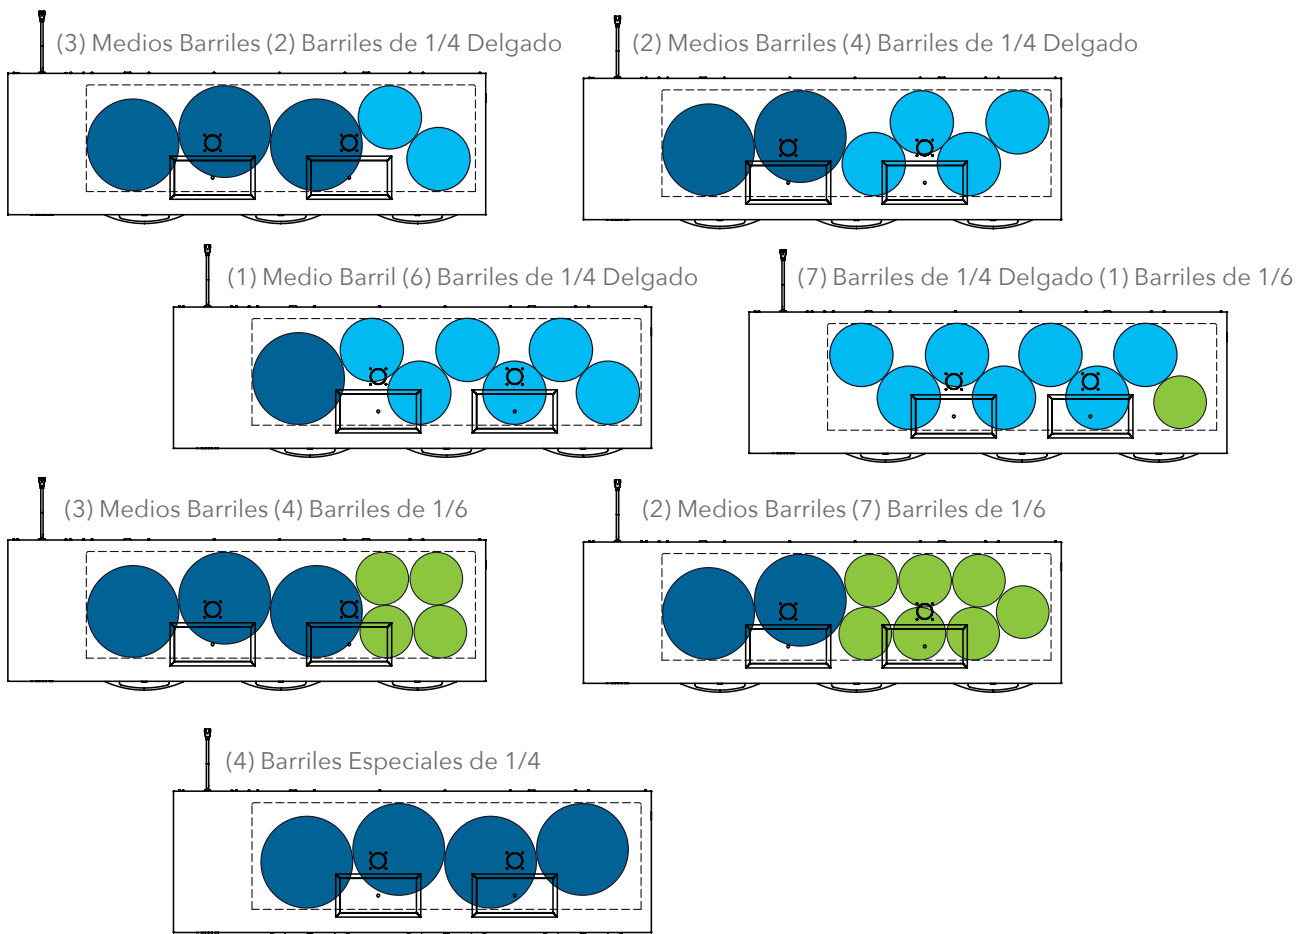 (3) Medios Barriles (2) Barriles de 1/4 Delgado
(2) Medios Barriles (4) Barriles de 1/4 Delgado
(1) Medio Barril (6) Barriles de 1/4 Delgado
(7) Barriles de 1/4 Delgado (1) Barriles de 1/6
(3) Medios Barriles (4) Barriles de 1/6
(2) Medios Barriles (7) Barriles de 1/6
(4) Barriles Especiales de 1/4